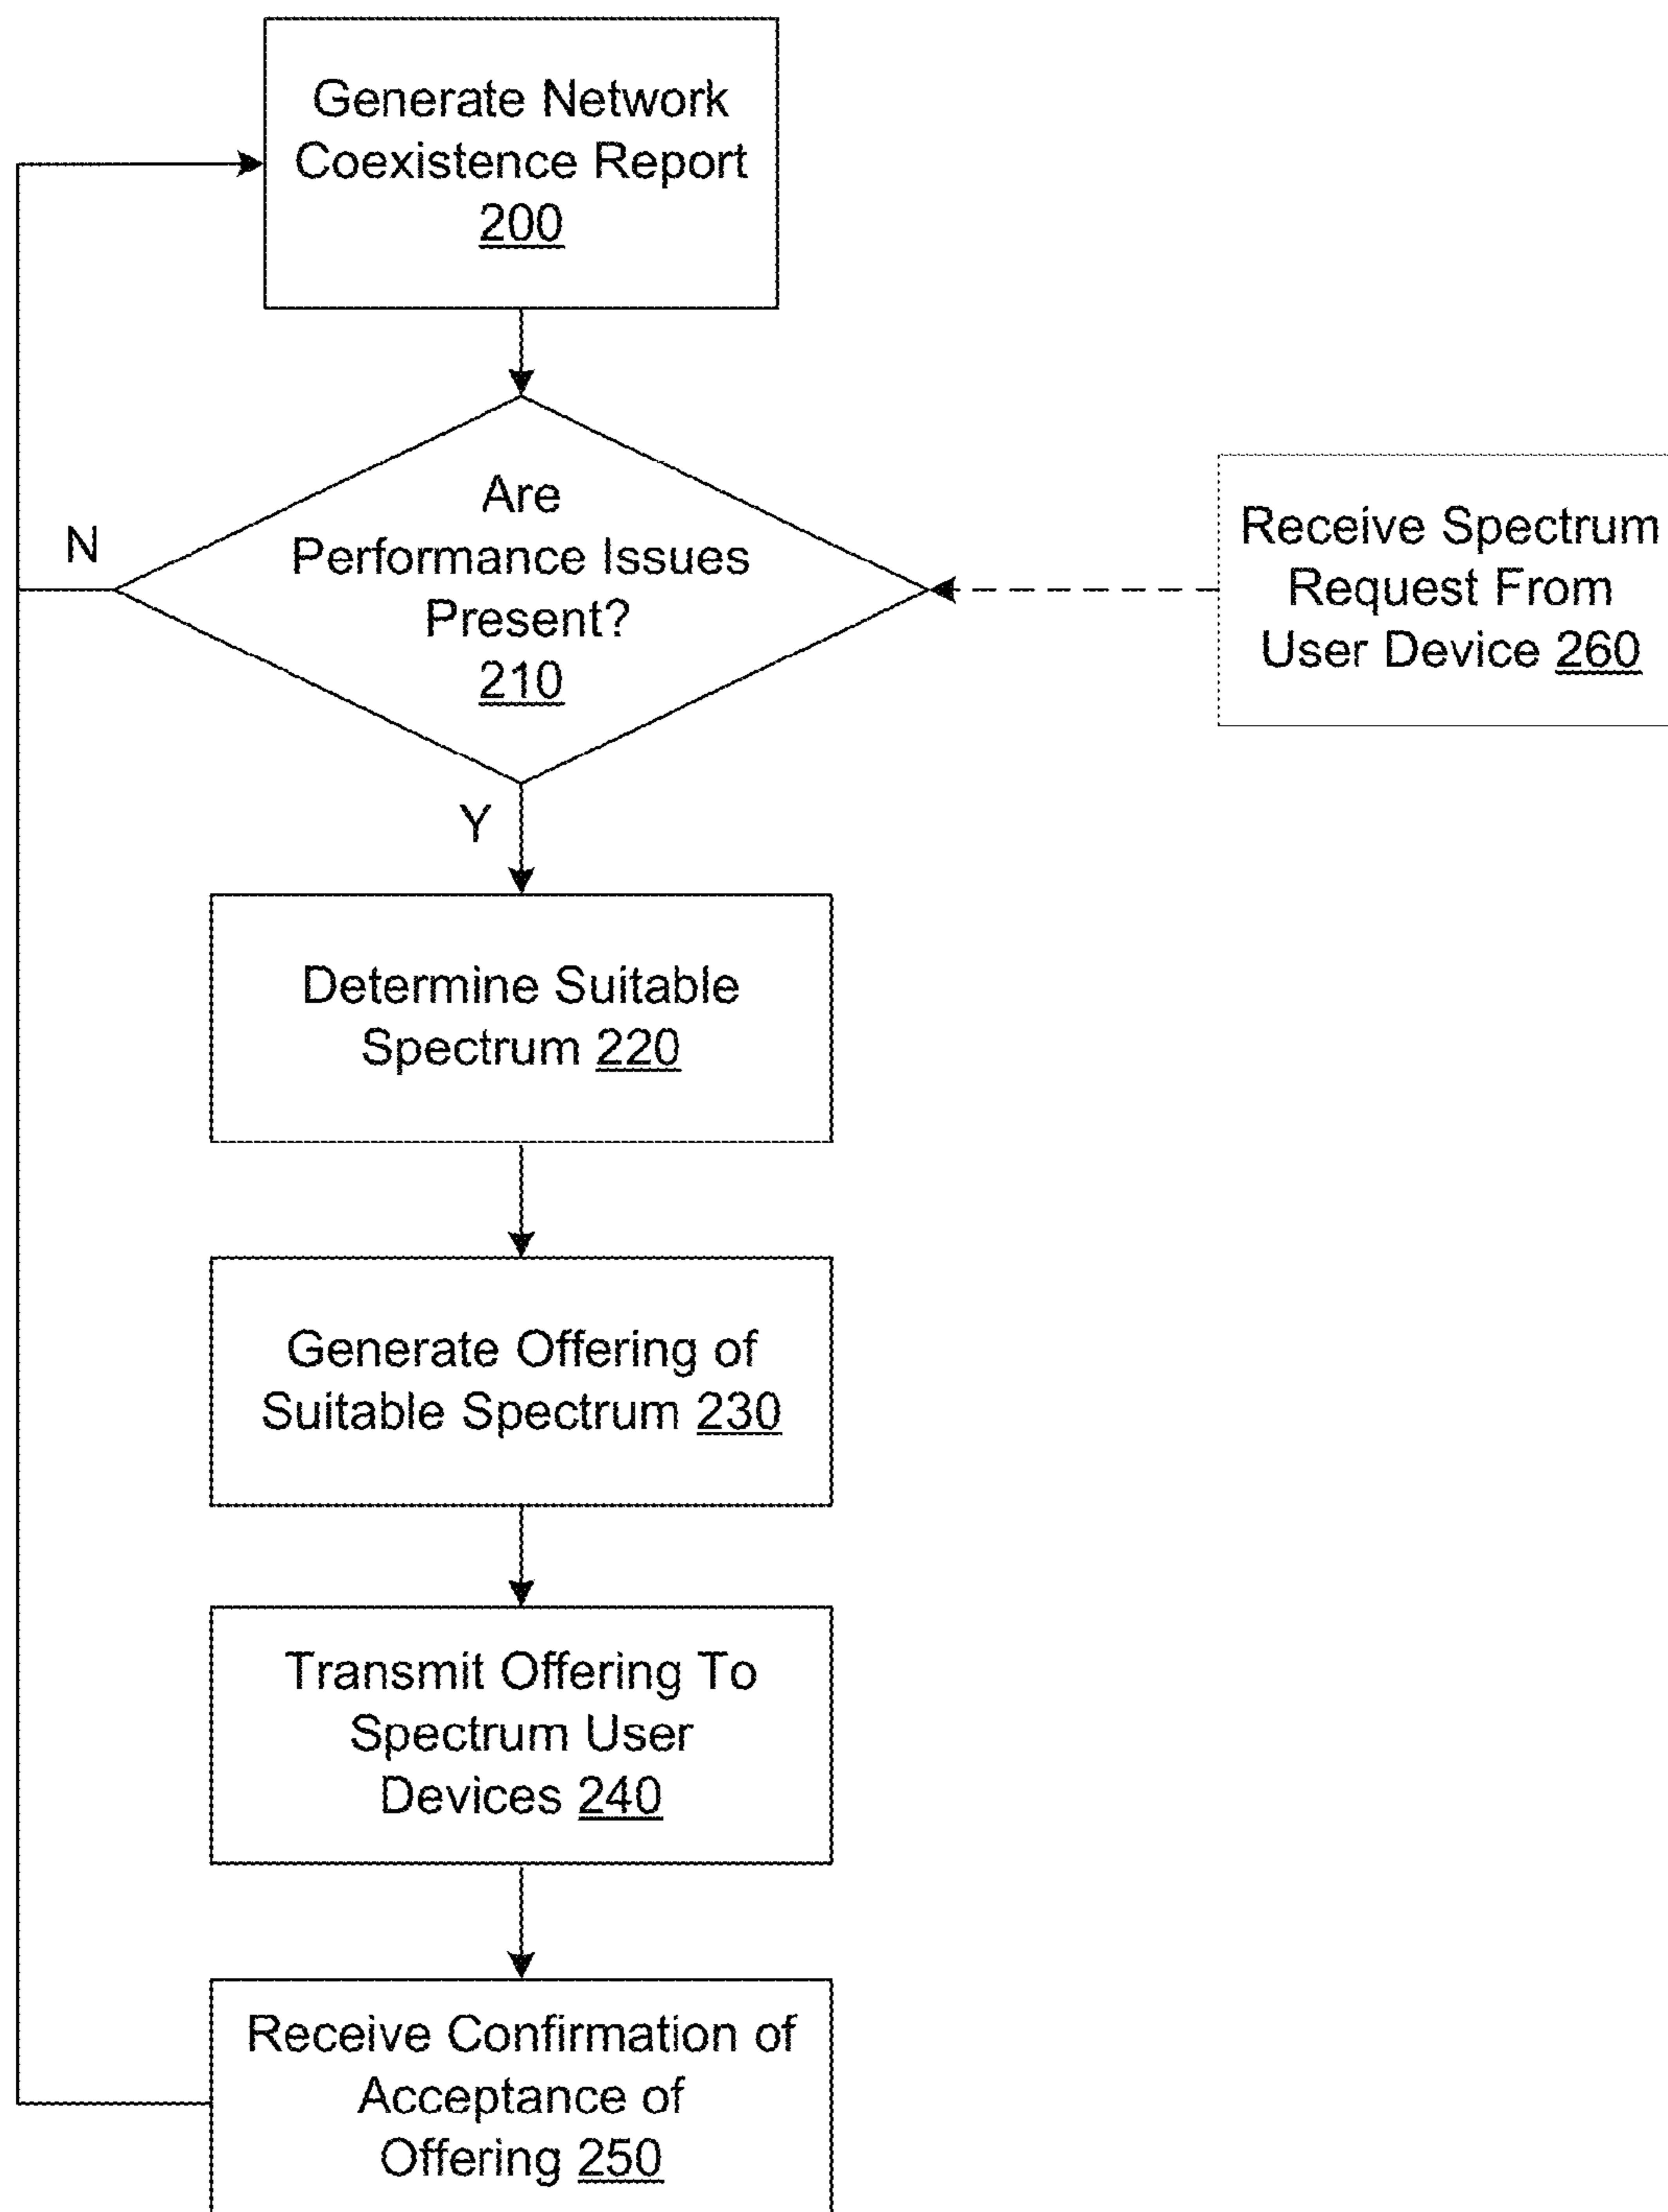 Generate Network
Coexistence Report
200
Are
Performance Issues
Present?
210
N
Receive Spectrum
Request From
User Device 260
Y
Determine Suitable
Spectrum 220
Generate Offering of
Suitable Spectrum 230
Transmit Offering To
Spectrum User
Devices 240
Receive Confirmation of
Acceptance of
Offering 250